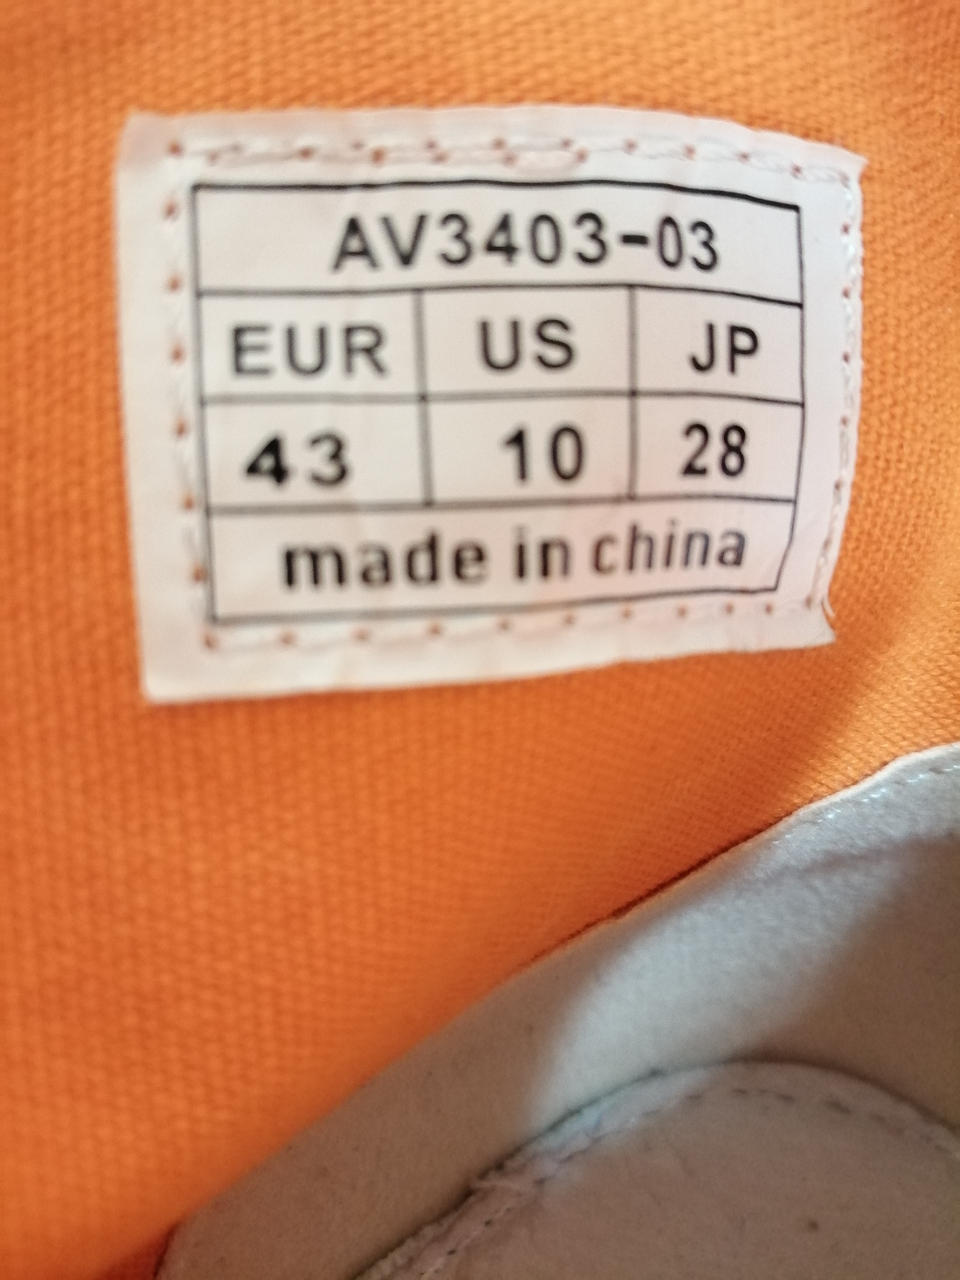 AV3403-03
EUR US JP
43 10 28
made in china